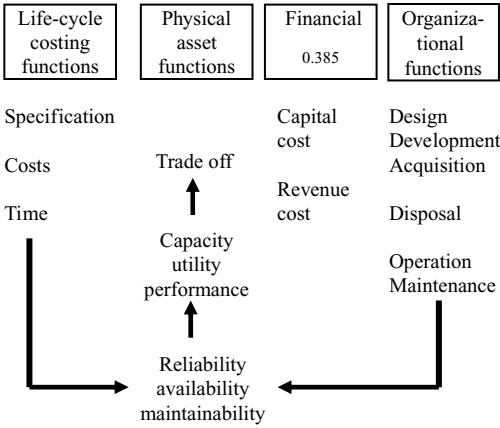 Life-cycle
costing
functions
Physical
asset
functions
Financial
0.385
Organiza-
tional
functions
Specification
Costs
Time
Trade off
Capacity
utility
performance
Reliability
availability
maintainability
Capital
cost
Revenue
cost
Design
Development
Acquisition
Disposal
Operation
Maintenance